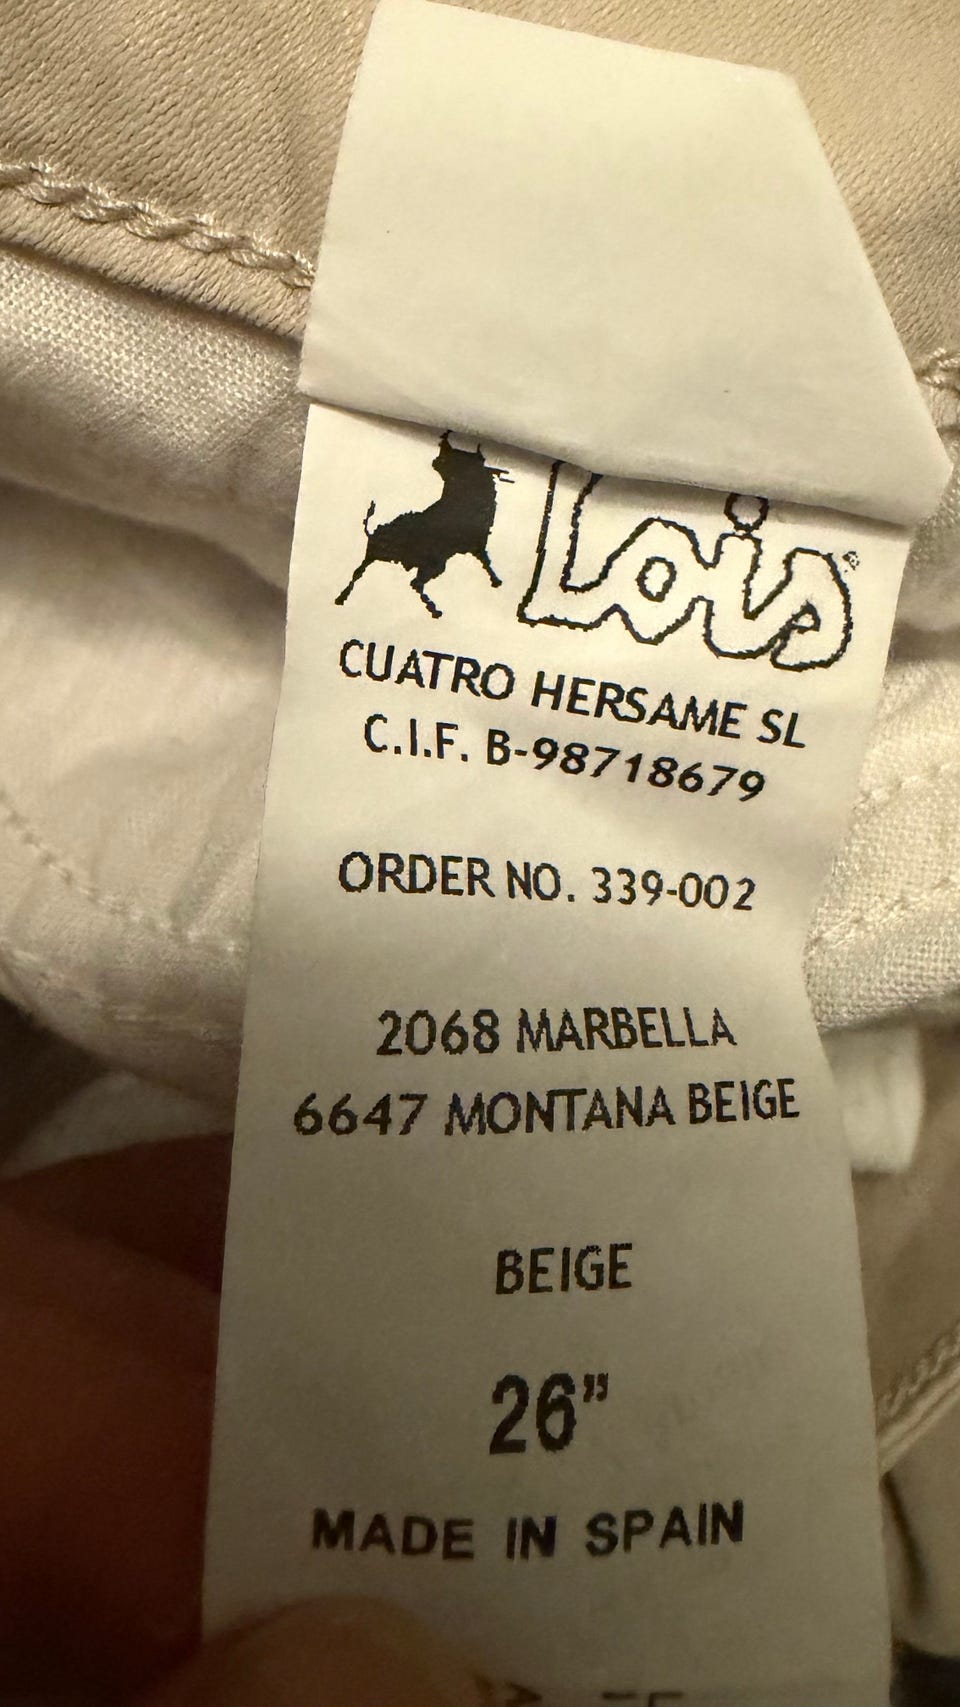 Lois®
CUATRO HERSAME SL
C.I.F. B-98718679
ORDER NO. 339-002
2068 MARBELLA
6647 MONTANA BEIGE
BEIGE
26”
MADE IN SPAIN